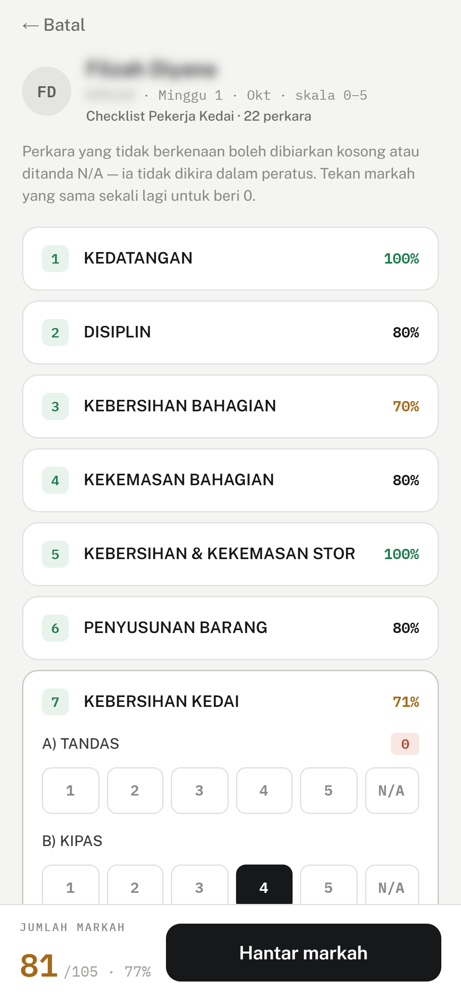 ← Batal
FD
· Minggu 1 · Okt · skala 0–5
Checklist Pekerja Kedai · 22 perkara
Perkara yang tidak berkenaan boleh dibiarkan kosong atau
ditanda N/A — ia tidak dikira dalam peratus. Tekan markah
yang sama sekali lagi untuk beri 0.
1 KEDATANGAN 100%
2 DISIPLIN 80%
3 KEBERSIHAN BAHAGIAN 70%
4 KEKEMASAN BAHAGIAN 80%
5 KEBERSIHAN & KEKEMASAN STOR 100%
6 PENYUSUNAN BARANG 80%
7 KEBERSIHAN KEDAI 71%
A) TANDAS 0
1 2 3 4 5 N/A
B) KIPAS
1 2 3 4 5 N/A
JUMLAH MARKAH
81 /105 · 77%
Hantar markah